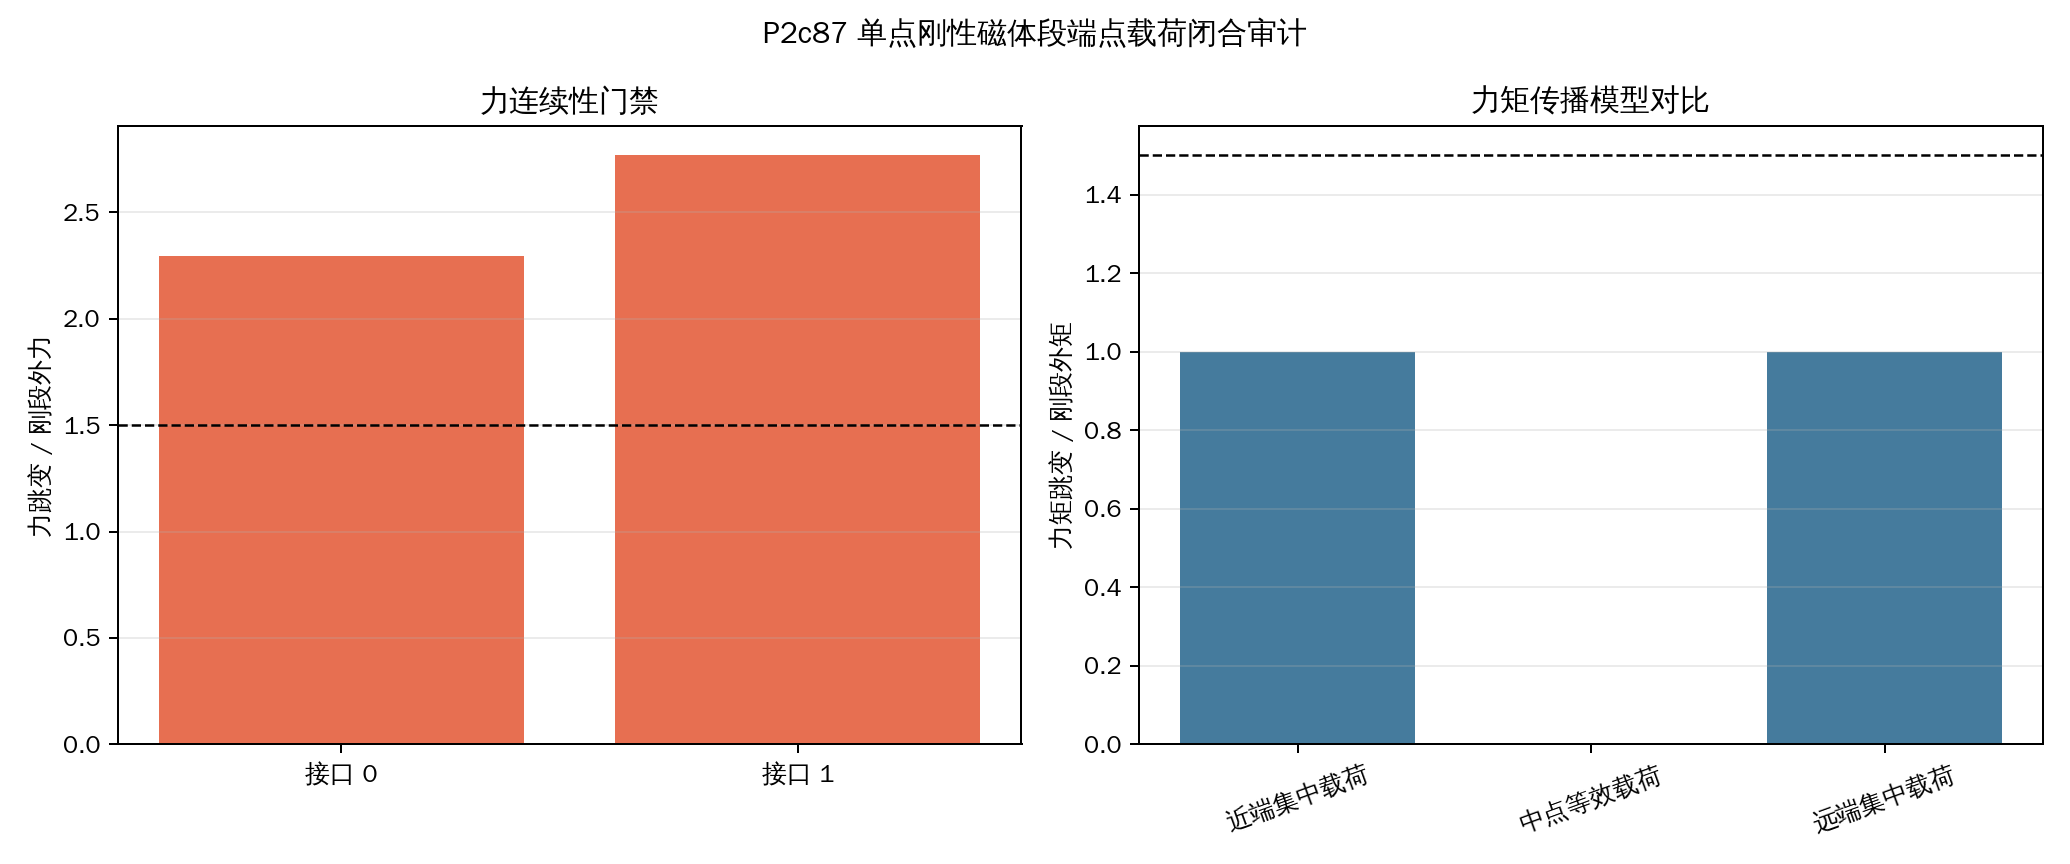 P2c87 单点刚性磁体段端点载荷闭合审计
力连续性门禁
力跳变 / 刚段外力
2.5
2.0
1.5
1.0
0.5
0.0
接口 0
接口 1
力矩传播模型对比
力矩跳变 / 刚段外矩
1.4
1.2
1.0
0.8
0.6
0.4
0.2
0.0
近端集中载荷
中点等效载荷
远端集中载荷